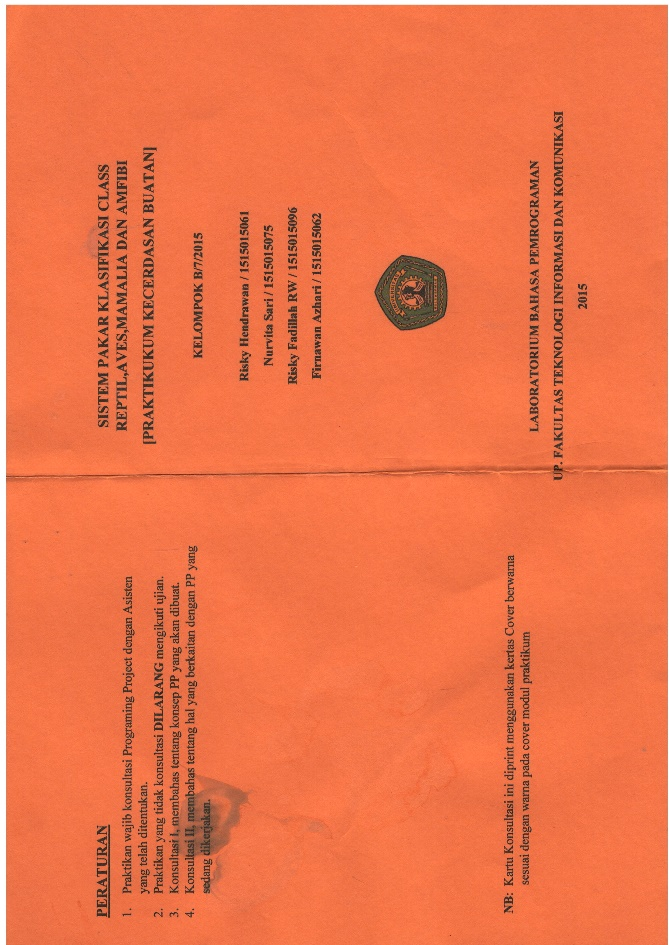 PERATURAN
1. Praktikan wajib konsultasi Programing Project dengan Asisten
yang telah ditentukan.
2. Praktikan yang tidak konsultasi DILARANG mengikuti ujian.
3. Konsultasi I, membahas tentang konsep PP yang akan dibuat.
4. Konsultasi II, membahas tentang hal yang berkaitan dengan PP yang
sedang dikerjakan.
NB: Kartu Konsultasi ini diprint menggunakan kertas Cover berwarna
sesuai dengan warna pada cover modul praktikum
SISTEM PAKAR KLASIFIKASI CLASS
REPTIL,AVES,MAMALIA DAN AMFIBI
[PRAKTIKUKUM KECERDASAN BUATAN]
KELOMPOK B/7/2015
Risky Hendrawan / 1515015061
Nurvita Sari / 1515015075
Risky Fadillah RW / 1515015096
Firnawan Azhari / 1515015062
LABORATORIUM BAHASA PEMROGRAMAN
UP. FAKULTAS TEKNOLOGI INFORMASI DAN KOMUNIKASI
2015